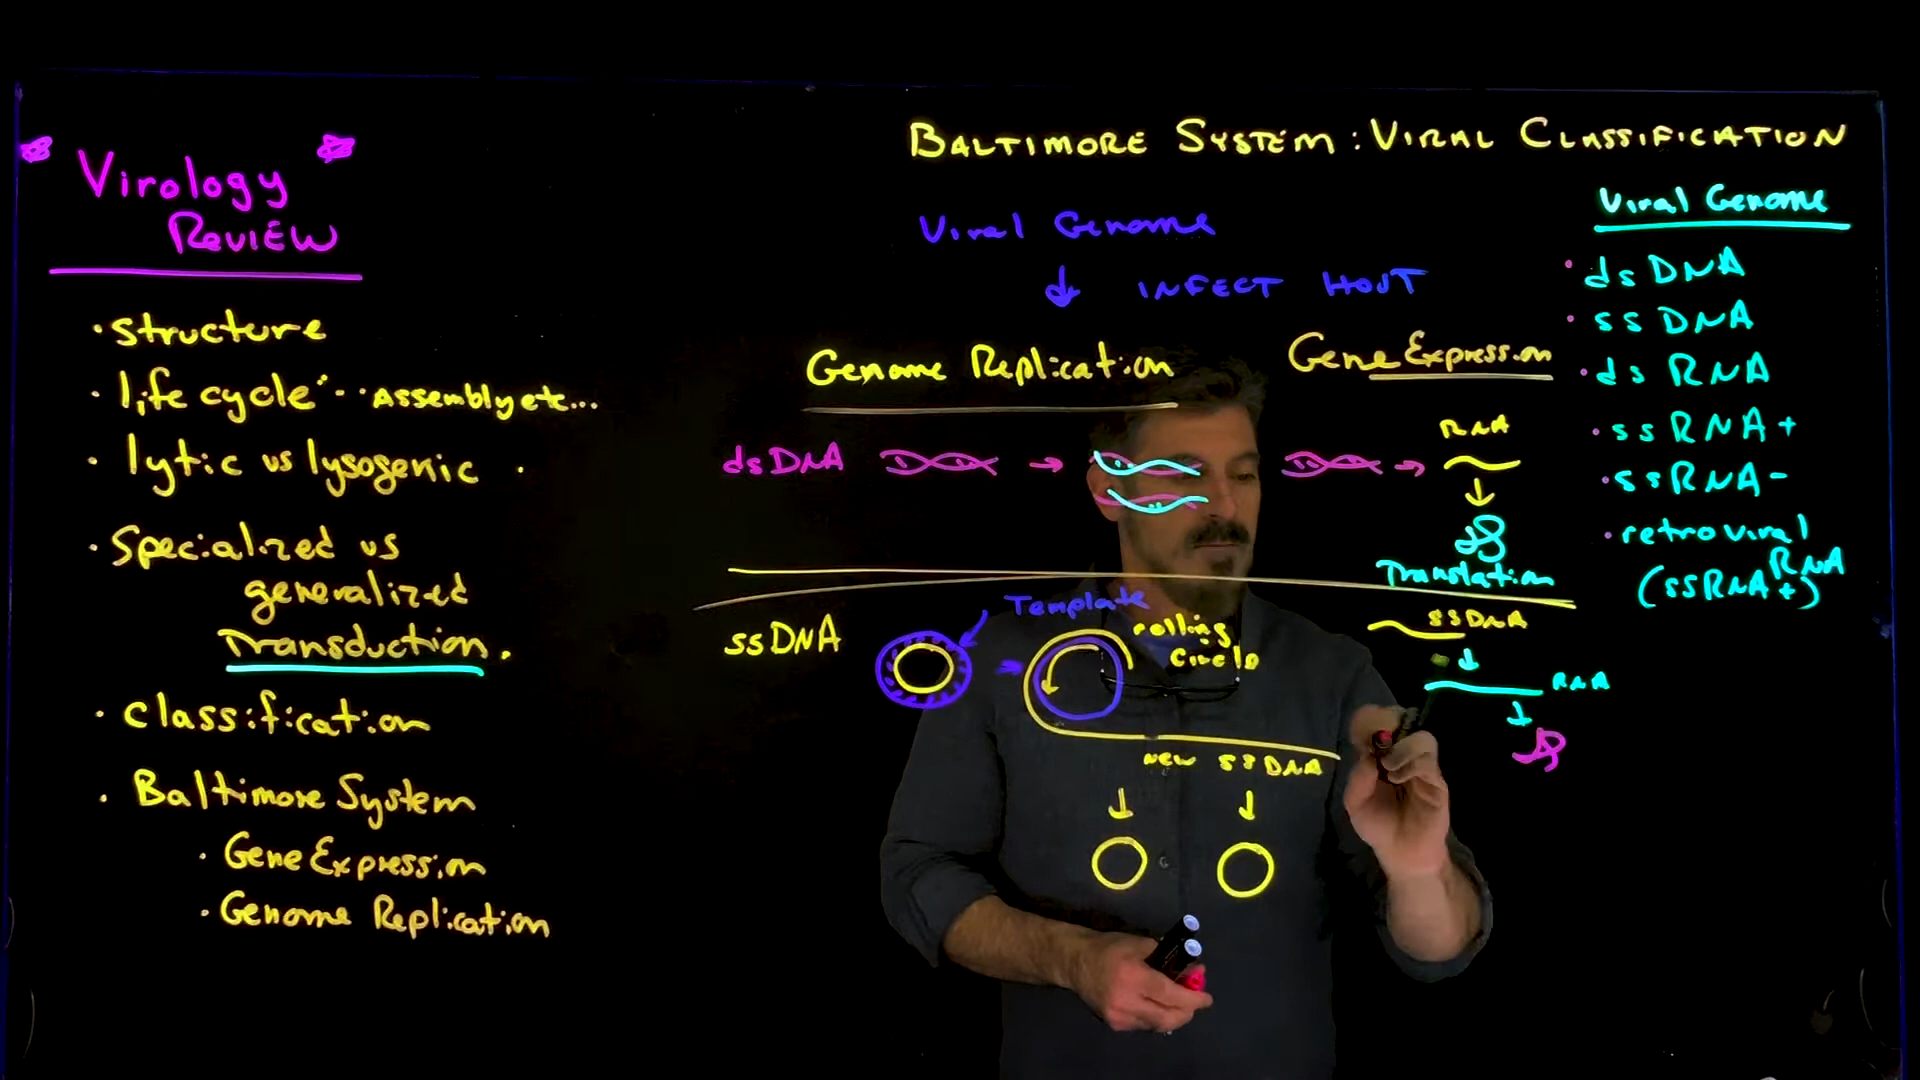 Virology
REVIEW
• Structure
• life cycle • - • Assembly etc...
• lytic vs lysogenic •
• Specialized vs
generalized
Transduction.
• Classification
• Baltimore System
• Gene Expression
• Genome Replication
BALTIMORE SYSTEM : VIRAL CLASSIFICATION
Viral Genome
↓ INFECT HOST
Genome Replication
Gene Expression
dsDNA → → RNA
↓
Translation
ssDNA
Template
→ rolling
circle
new ssDNA
↓ ↓
ssDNA
↓
RNA
↓
Viral Genome
• dsDNA
• ssDNA
• dsRNA
• ssRNA+
• ssRNA-
• retroviral
RNA
(ssRNA+)